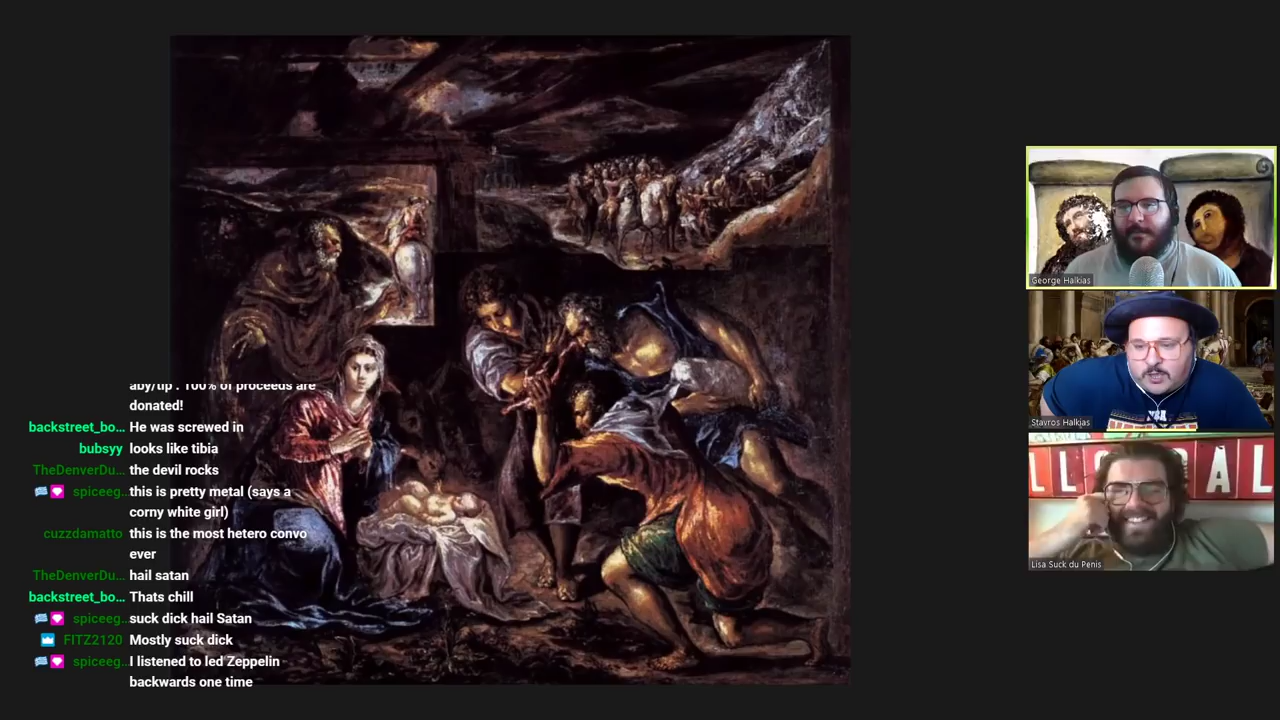 aby/tip . 100% of proceeds are
donated!
backstreet_bo... He was screwed in
bubsyy looks like tibia
TheDenverDu... the devil rocks
spiceeg... this is pretty metal (says a
corny white girl)
cuzzdamatto this is the most hetero convo
ever
TheDenverDu... hail satan
backstreet_bo... Thats chill
spiceeg... suck dick hail Satan
FITZ2120 Mostly suck dick
spiceeg... I listened to led Zeppelin
backwards one time
George Halkias
Stavros Halkias
LL
AL
Lisa Suck du Penis